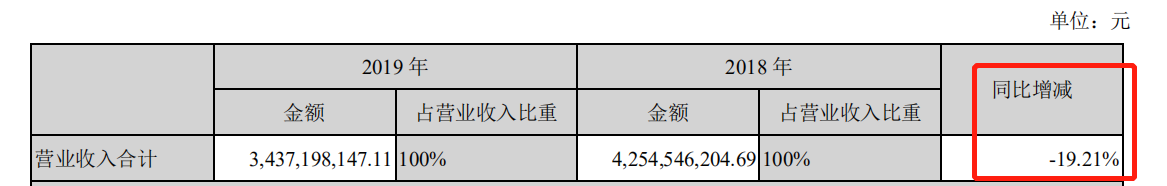 单位：元
2019 年 2018 年
同比增减
金额 占营业收入比重 金额 占营业收入比重
营业收入合计 3,437,198,147.11 100% 4,254,546,204.69 100% -19.21%